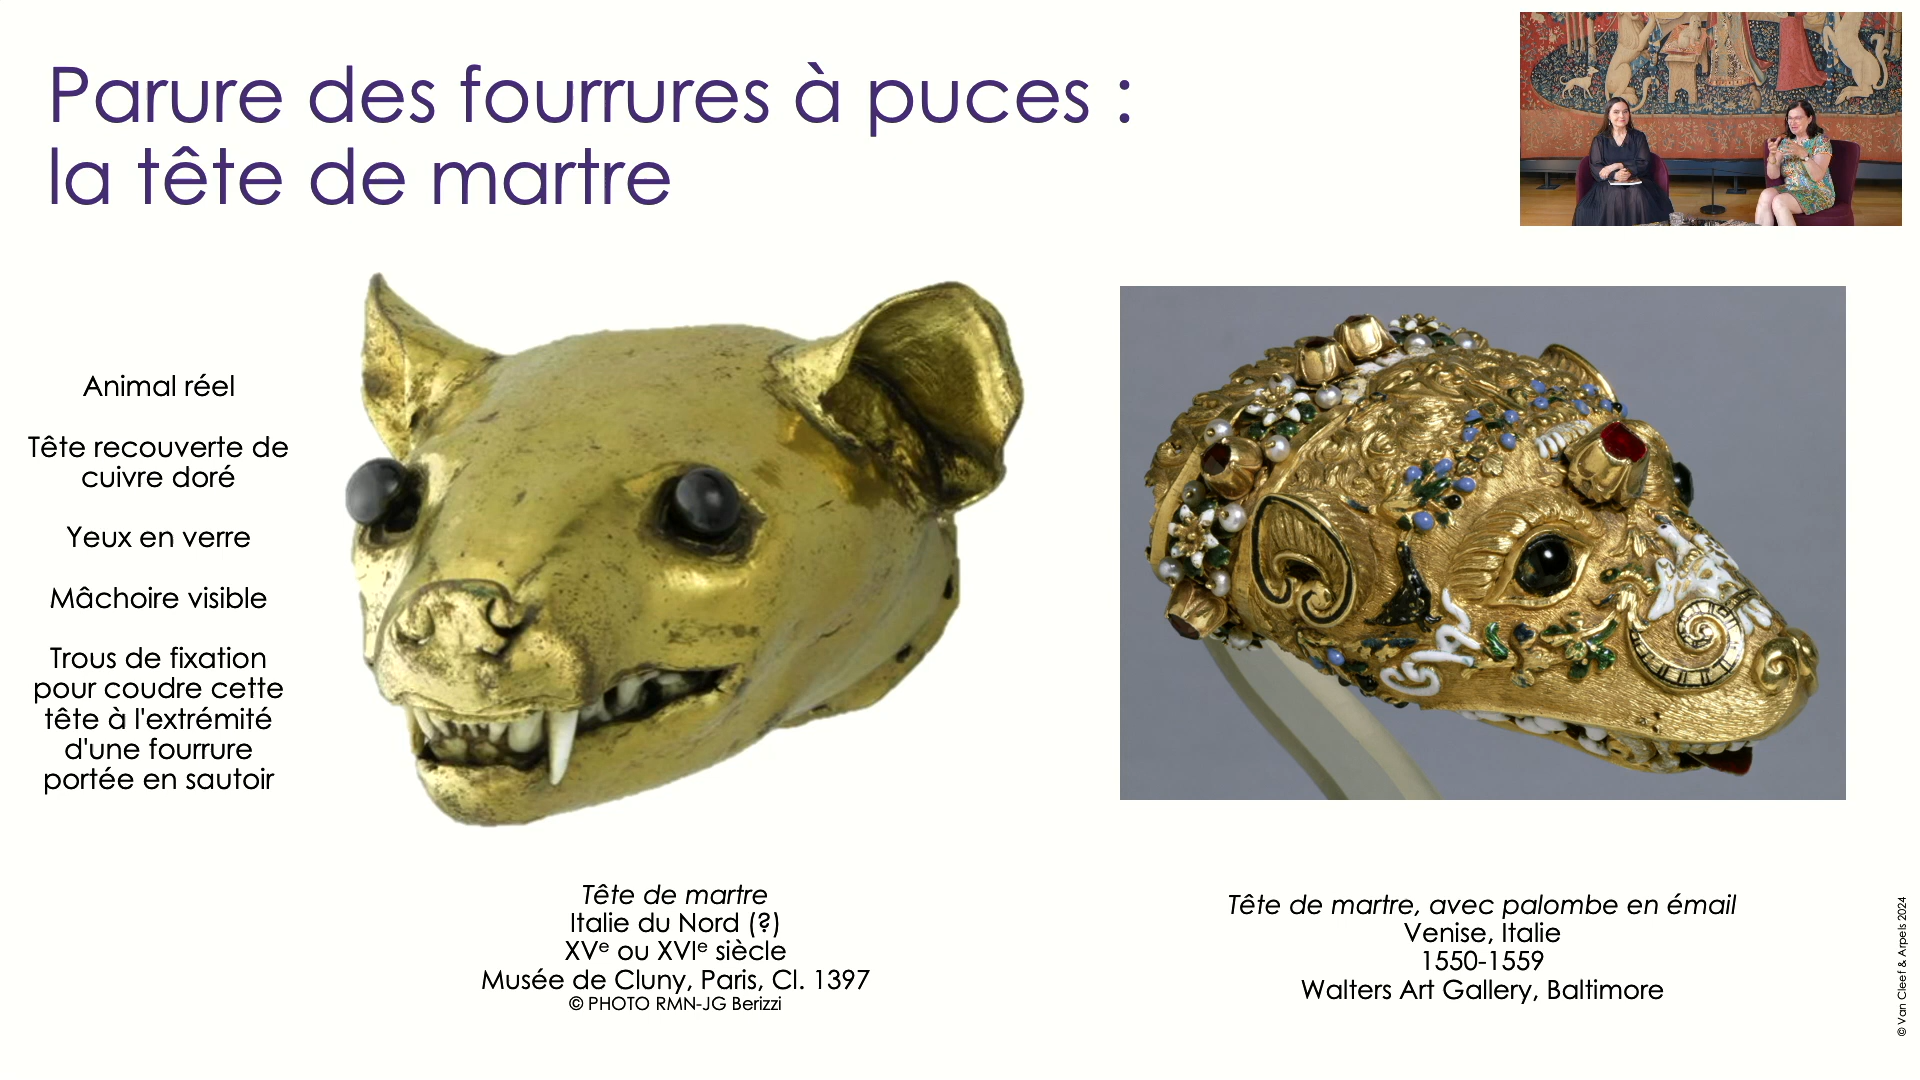 Parure des fourrures à puces :
la tête de martre
Animal réel
Tête recouverte de
cuivre doré
Yeux en verre
Mâchoire visible
Trous de fixation
pour coudre cette
tête à l'extrémité
d'une fourrure
portée en sautoir
Tête de martre
Italie du Nord (?)
XVᵉ ou XVIᵉ siècle
Musée de Cluny, Paris, Cl. 1397
© PHOTO RMN-JG Berizzi
Tête de martre, avec palombe en émail
Venise, Italie
1550-1559
Walters Art Gallery, Baltimore
© Van Cleef & Arpels 2024